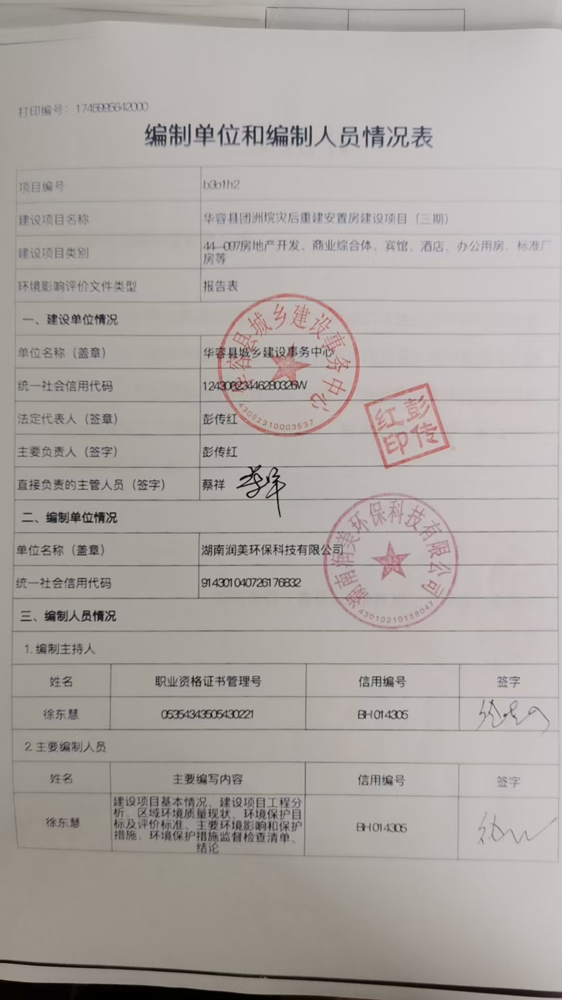 打印编号：1745995642000
编制单位和编制人员情况表
项目编号 b3b1h2
建设项目名称 华容县团洲垸灾后重建安置房建设项目（三期）
建设项目类别 44—097房地产开发、商业综合体、宾馆、酒店、办公用房、标准厂
房等
环境影响评价文件类型 报告表
一、建设单位情况
单位名称（盖章） 华容县城乡建设事务中心
统一社会信用代码 12430623446280326W
法定代表人（签章） 彭传红
主要负责人（签字） 彭传红
直接负责的主管人员（签字） 蔡祥
华容县城乡建设事务中心
43062310003537
彭传红印
二、编制单位情况
单位名称（盖章） 湖南润美环保科技有限公司
统一社会信用代码 914301040726176832
湖南润美环保科技有限公司
43010210158047
三、编制人员情况
1.编制主持人
姓名 职业资格证书管理号 信用编号 签字
徐东慧 05354343505430221 BH014305
2.主要编制人员
姓名 主要编写内容 信用编号 签字
徐东慧 建设项目基本情况、建设项目工程分
析、区域环境质量现状、环境保护目
标及评价标准、主要环境影响和保护
措施、环境保护措施监督检查清单、
结论 BH014305